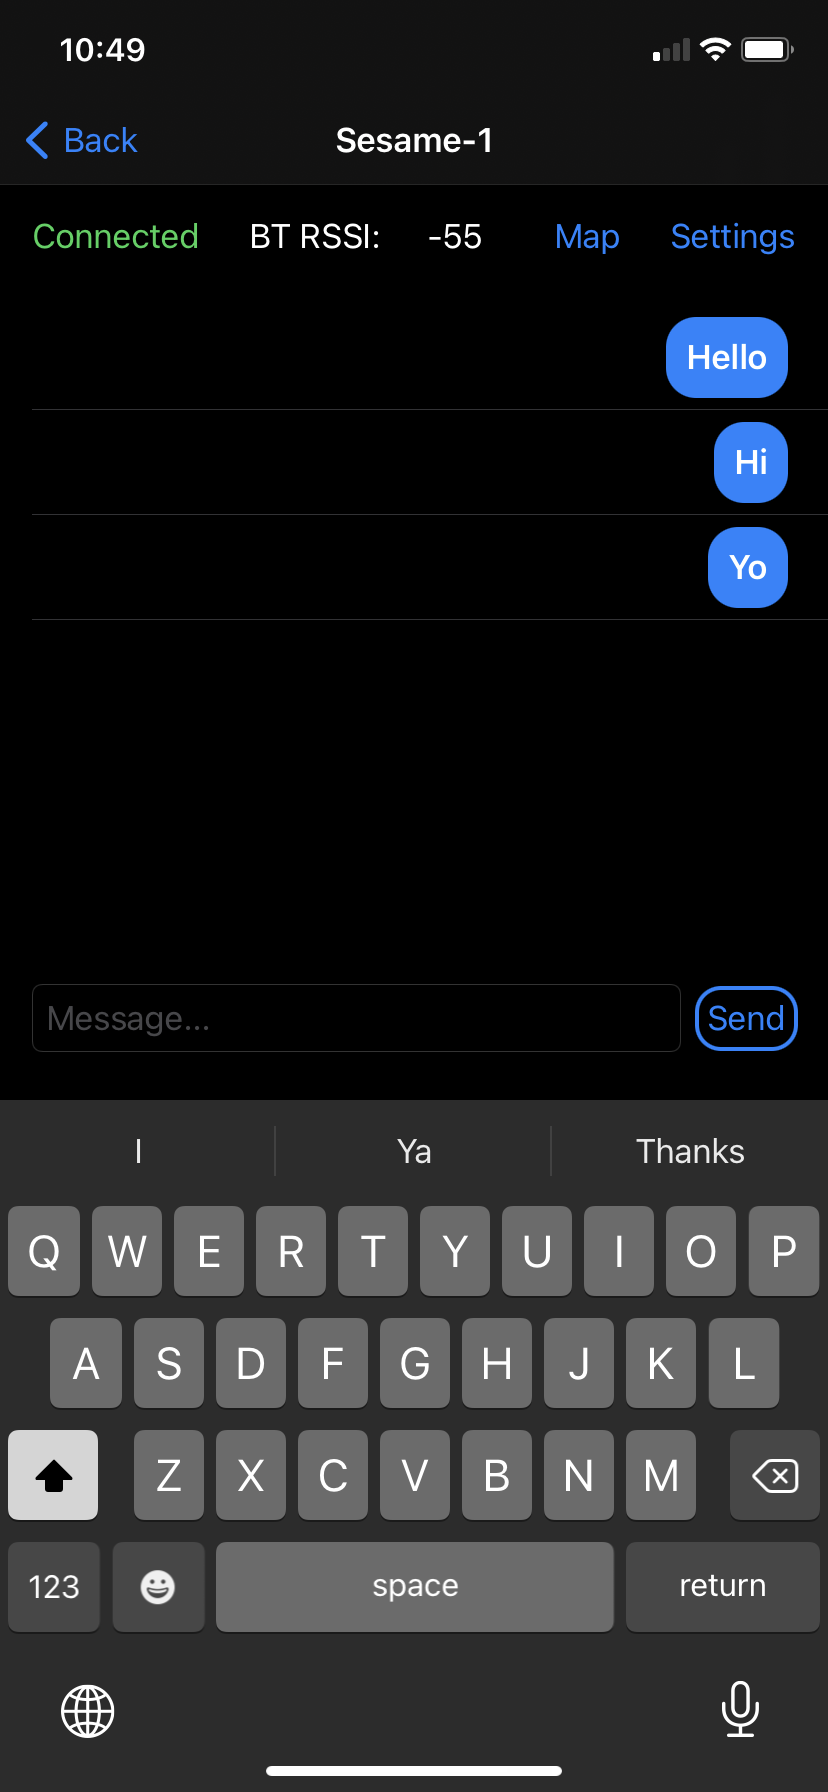 10:49
Back Sesame-1
Connected BT RSSI: -55 Map Settings
Hello
Hi
Yo
Message... Send
I Ya Thanks
Q W E R T Y U I O P
A S D F G H J K L
Z X C V B N M
123 space return